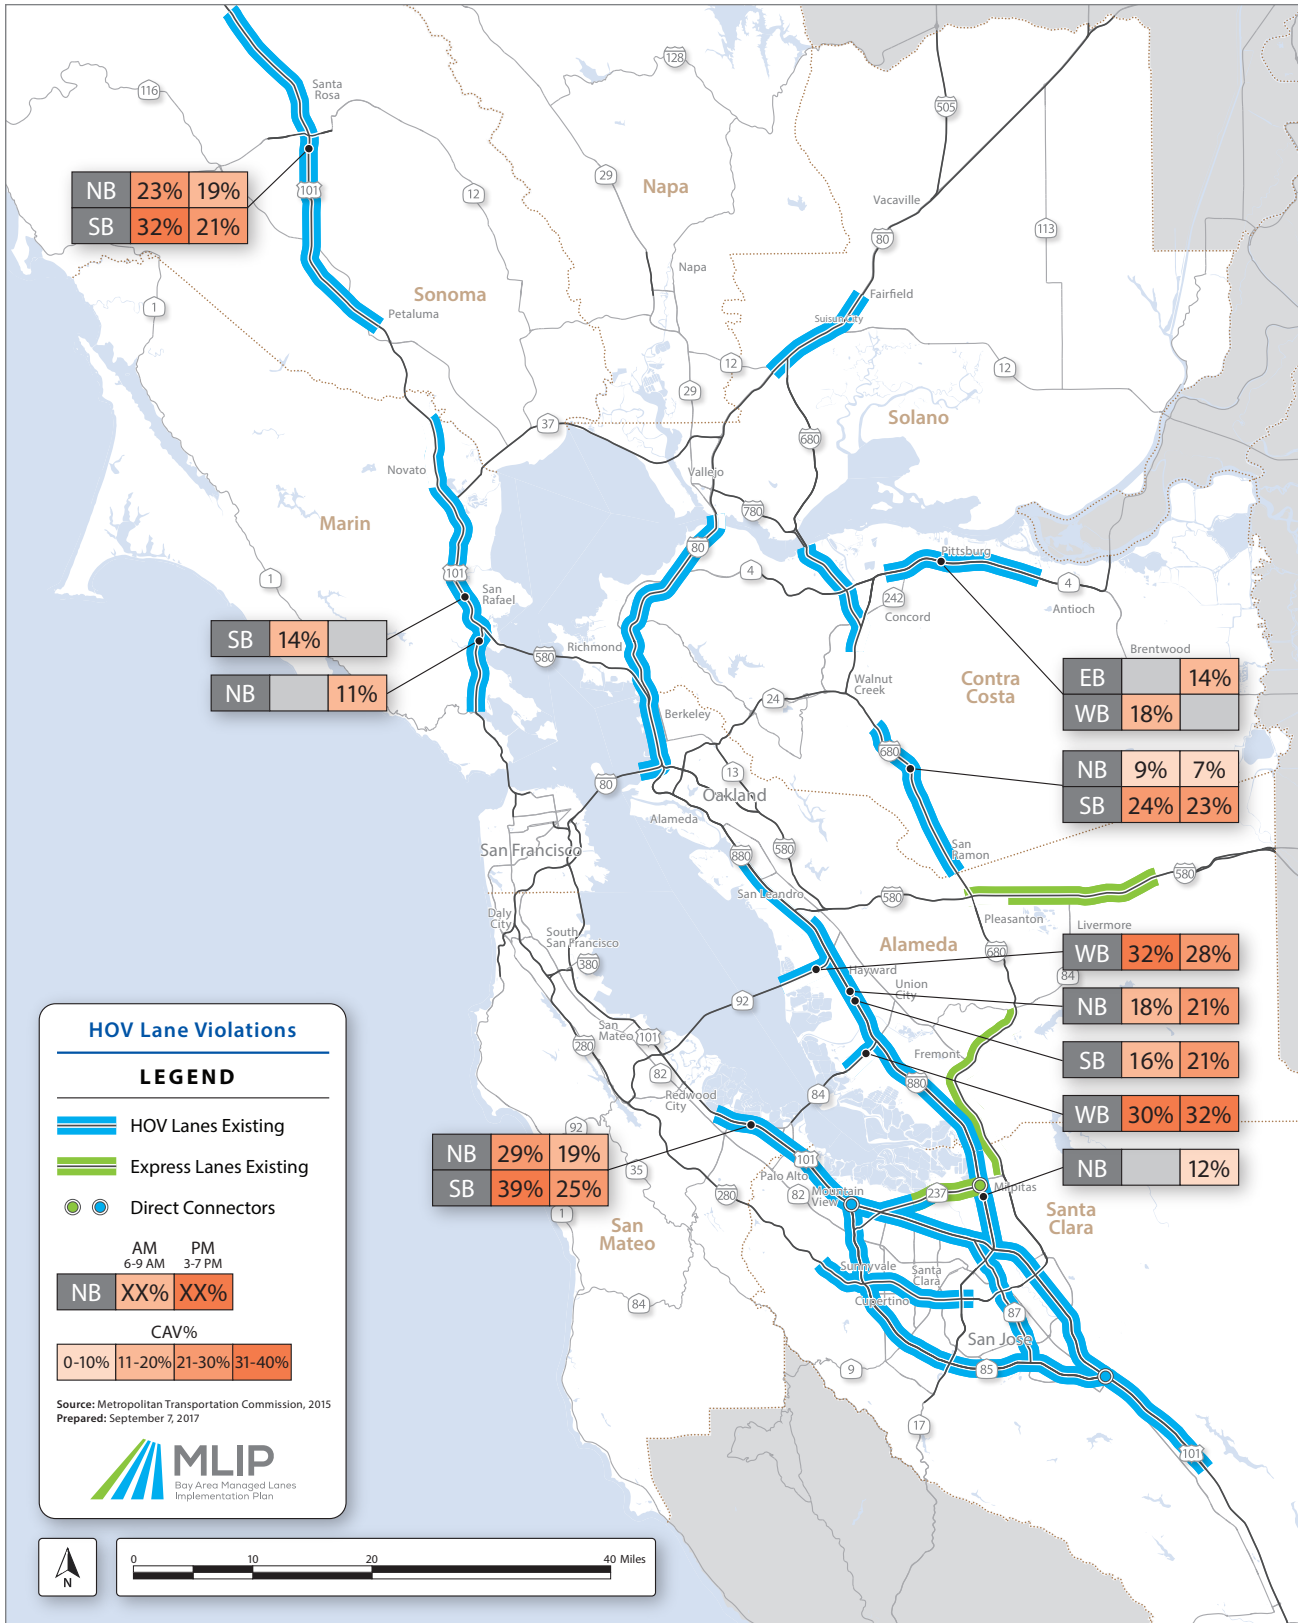 Santa
Rosa
116
128
505
101
12
29
Napa
Vacaville
113
80
NB 23% 19%
SB 32% 21%
1
Sonoma
Petaluma
Napa
Fairfield
Suisun City
12
12
29
37
Solano
680
Novato
Vallejo
780
Marin
80
Pittsburg
101
1
San
Rafael
4
4
242
Concord
Antioch
SB 14%
NB 11%
580
Richmond
Brentwood
EB 14%
WB 18%
Walnut
Creek
Contra
Costa
24
Berkeley
680
NB 9% 7%
SB 24% 23%
13
80
Oakland
Alameda
San Francisco
880
580
San
Ramon
580
San Leandro
580
Daly
City
Pleasanton
Livermore
South
San Francisco
380
Alameda
680
84
WB 32% 28%
Hayward
Union
City
92
NB 18% 21%
San
Mateo
101
280
Fremont
SB 16% 21%
82
880
Redwood
City
84
WB 30% 32%
92
NB 29% 19%
SB 39% 25%
101
Palo Alto
NB 12%
35
280
82
Mountain
View
237
Milpitas
1
San
Mateo
Santa
Clara
Sunnyvale
Santa
Clara
Cupertino
84
87
San Jose
9
85
17
101
HOV Lane Violations
LEGEND
HOV Lanes Existing
Express Lanes Existing
Direct Connectors
AM PM
6-9 AM 3-7 PM
NB XX% XX%
CAV%
0-10% 11-20% 21-30% 31-40%
Source: Metropolitan Transportation Commission, 2015
Prepared: September 7, 2017
MLIP
Bay Area Managed Lanes
Implementation Plan
N
0 10 20 40 Miles